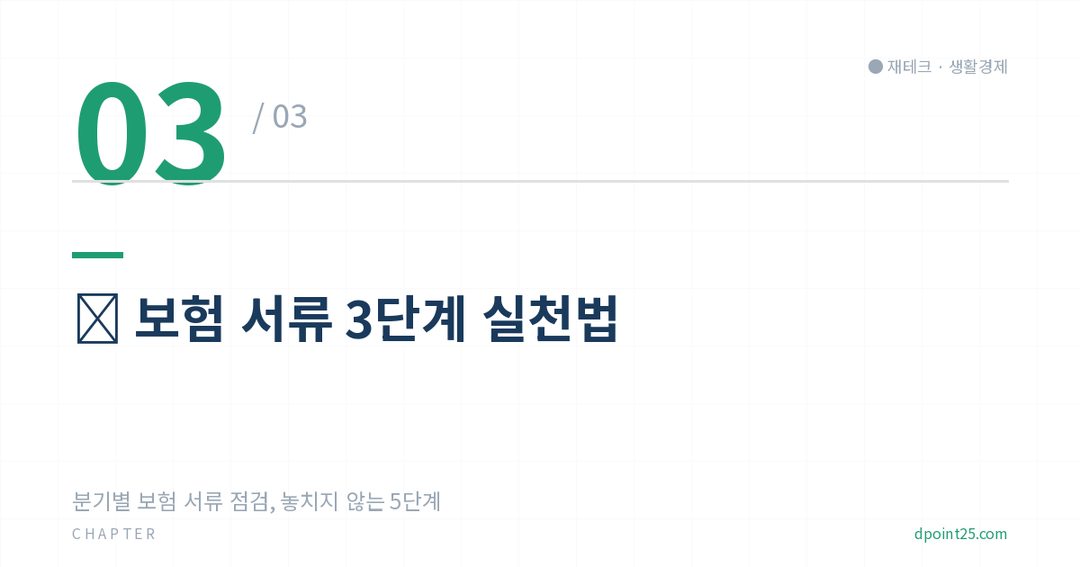 03 / 03
● 재테크 · 생활경제
보험 서류 3단계 실천법
분기별 보험 서류 점검, 놓치지 않는 5단계
CHAPTER
dpoint25.com